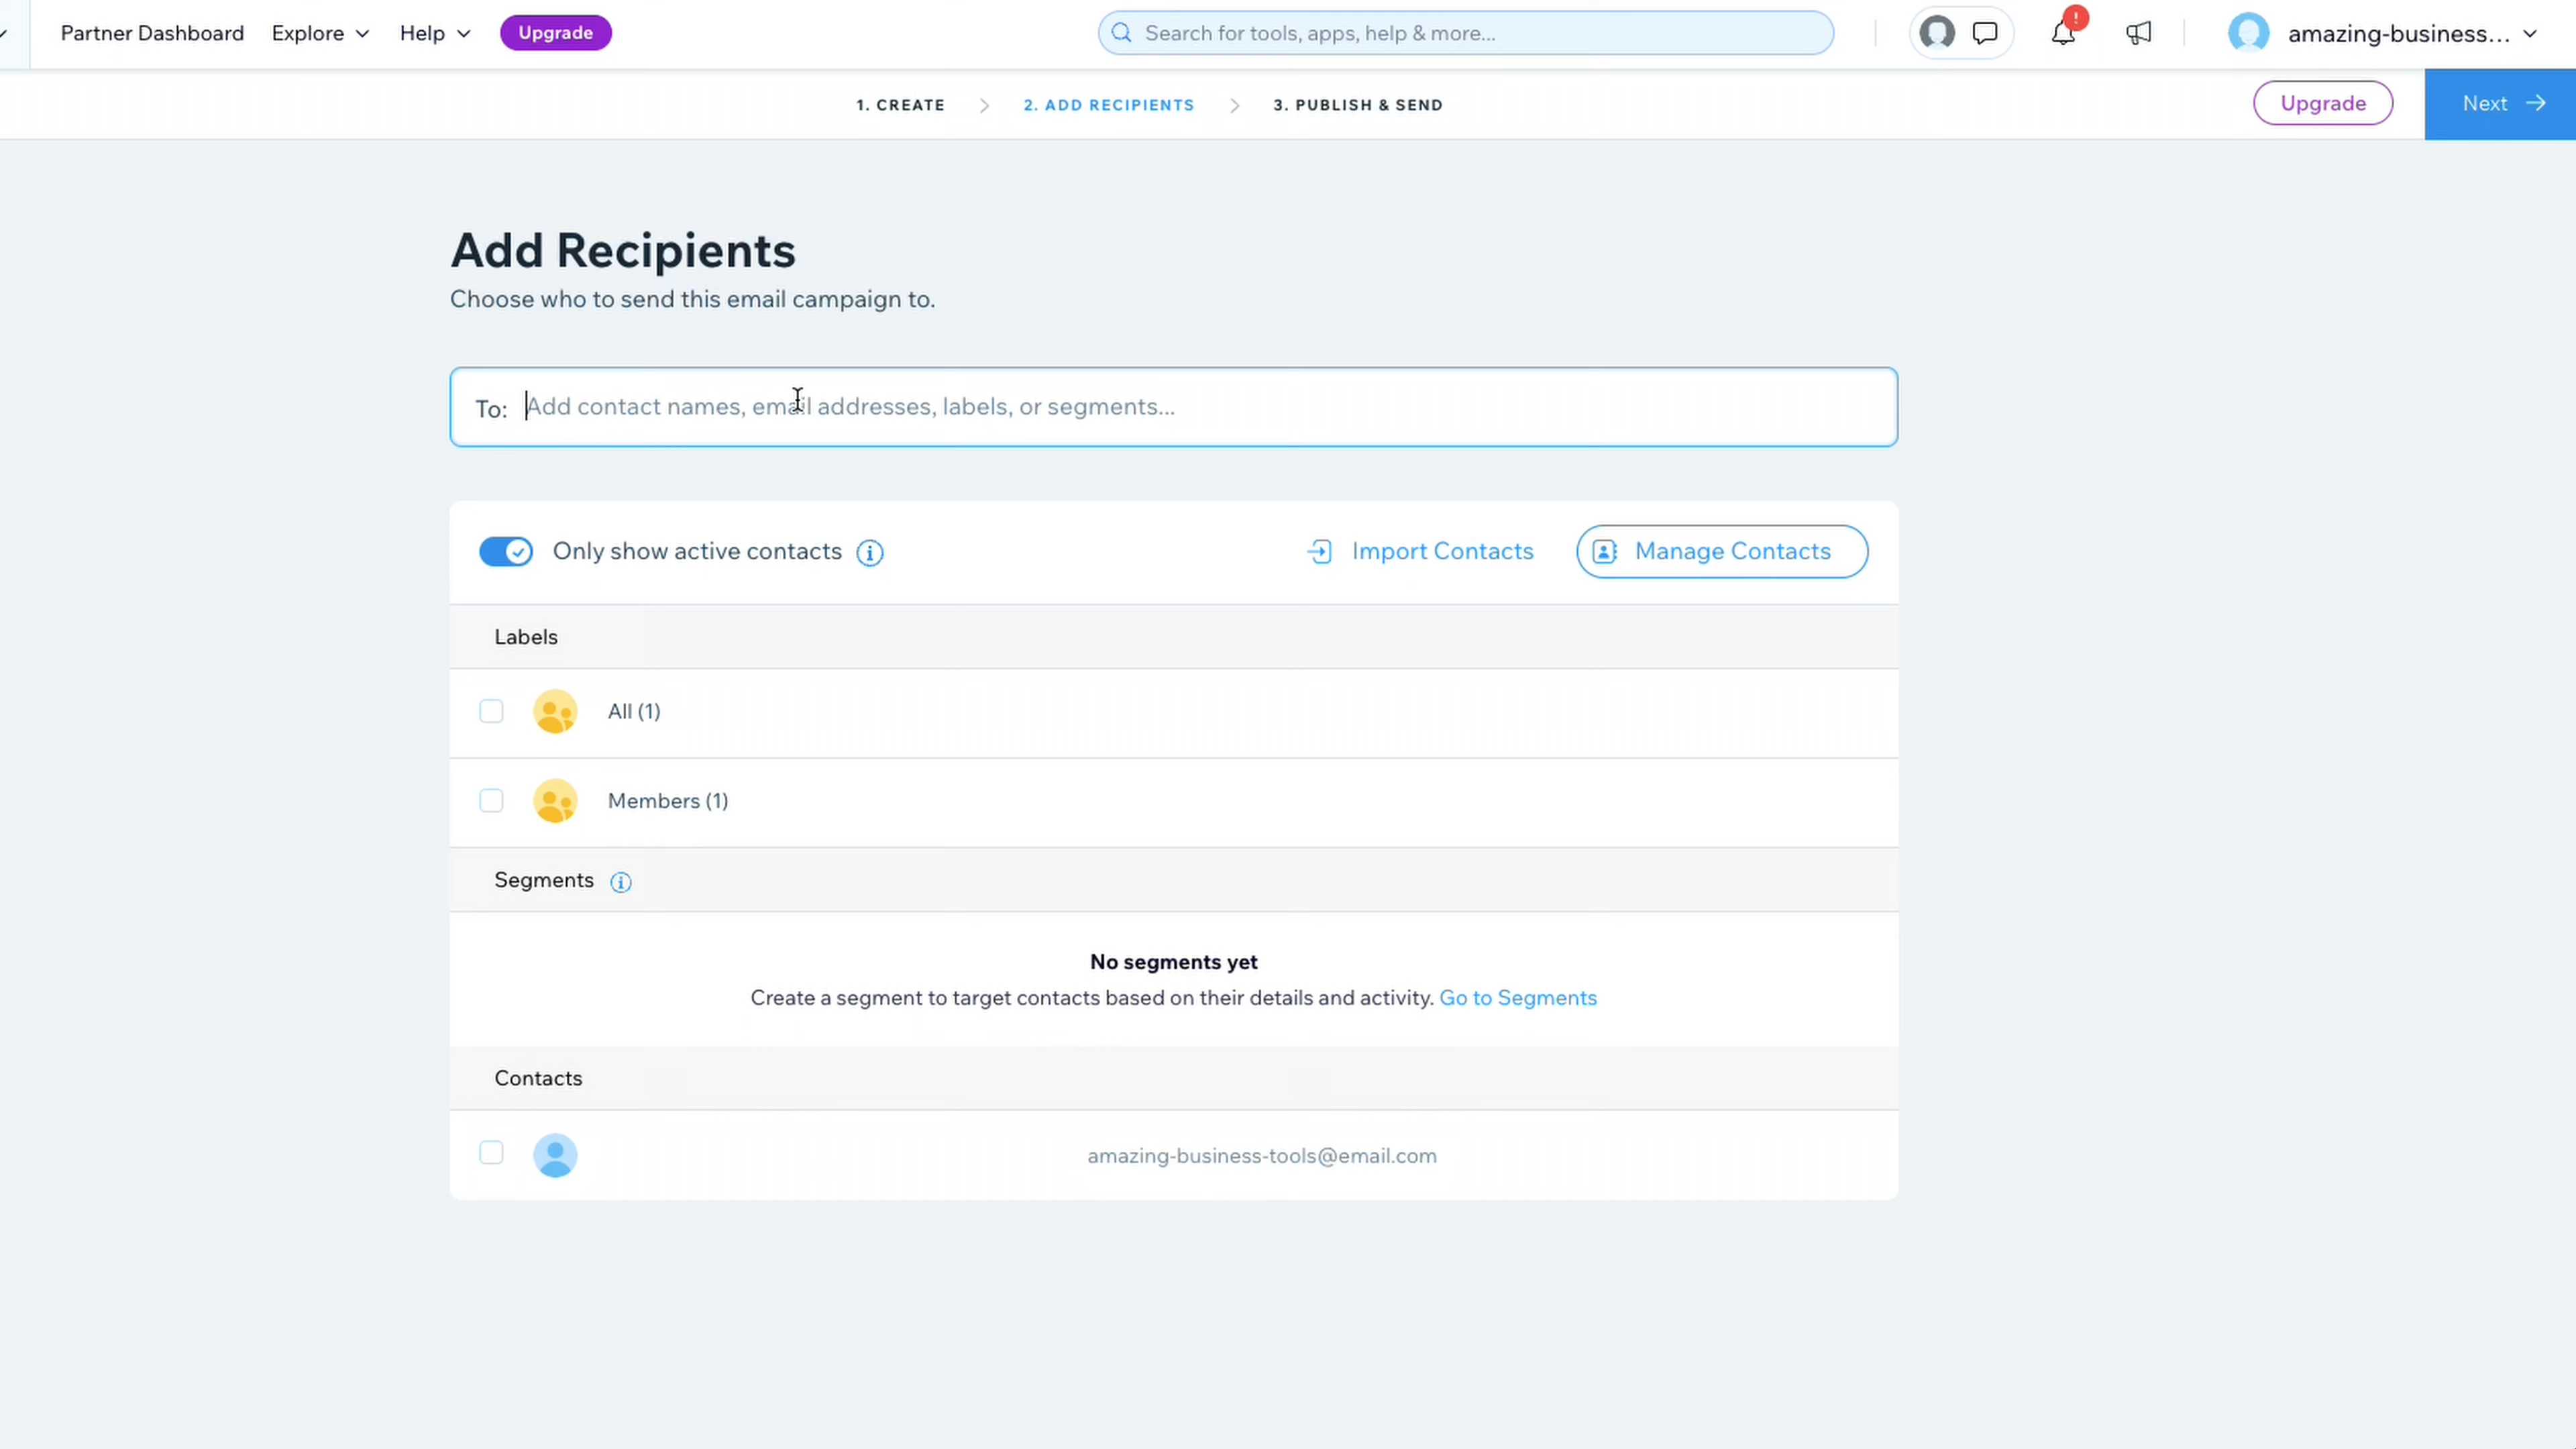 Partner Dashboard Explore Help Upgrade Search for tools, apps, help & more... ! amazing-business...
1. CREATE 2. ADD RECIPIENTS 3. PUBLISH & SEND Upgrade Next
Add Recipients
Choose who to send this email campaign to.
To: Add contact names, email addresses, labels, or segments...
Only show active contacts Import Contacts Manage Contacts
Labels
All (1)
Members (1)
Segments
No segments yet
Create a segment to target contacts based on their details and activity. Go to Segments
Contacts
amazing-business-tools@email.com